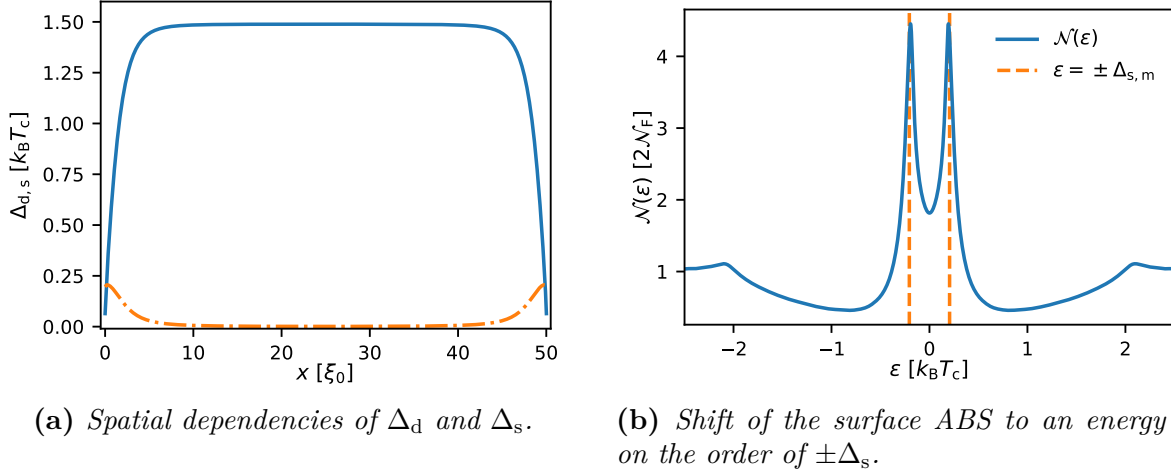 1.50
1.25
1.00
0.75
0.50
0.25
0.00
Δd, s [kBTc]
0 10 20 30 40 50
x [ξ0]
4
3
2
1
𝒩(ε) [2𝒩F]
𝒩(ε)
ε = ± Δs, m
−2 −1 0 1 2
ε [kBTc]
(a) Spatial dependencies of Δd and Δs.
(b) Shift of the surface ABS to an energy
on the order of ±Δs.